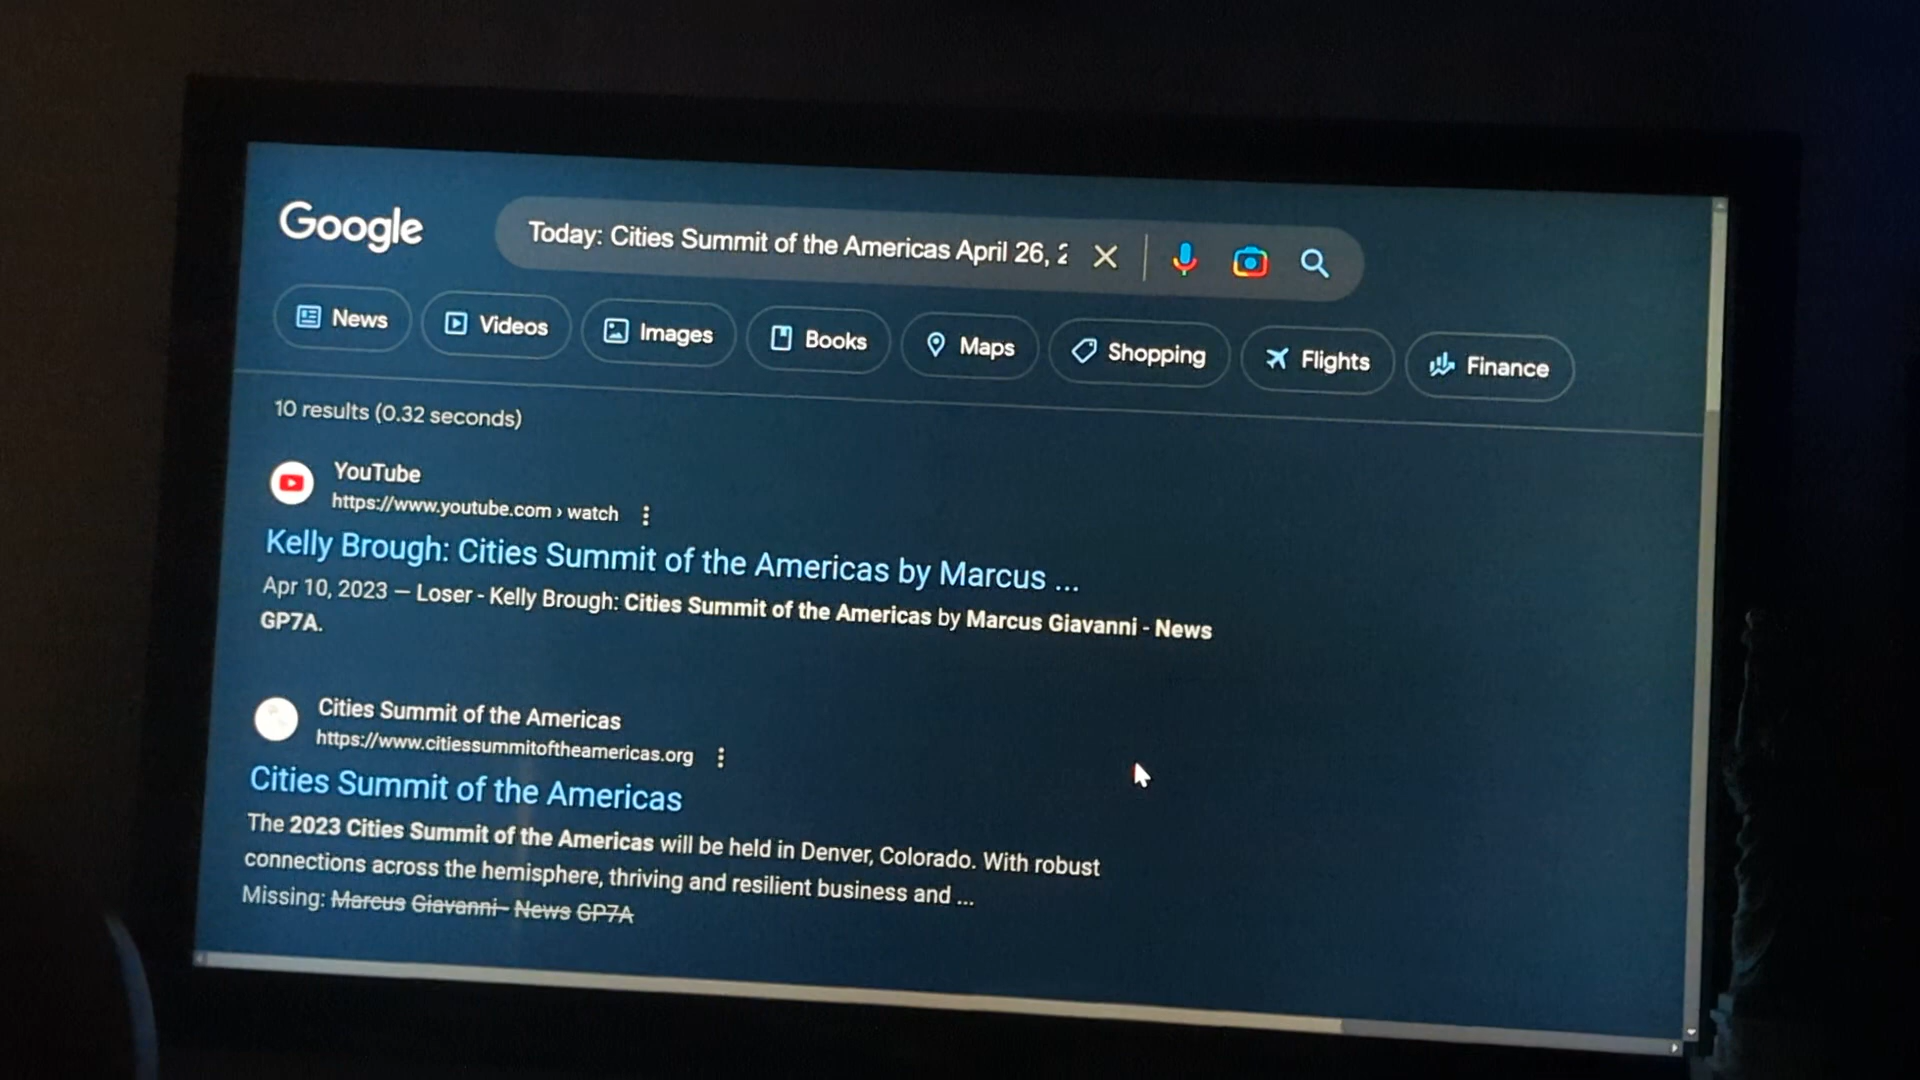 Google
Today: Cities Summit of the Americas April 26, 2
News
Videos
Images
Books
Maps
Shopping
Flights
Finance
10 results (0.32 seconds)
YouTube
https://www.youtube.com › watch
Kelly Brough: Cities Summit of the Americas by Marcus ...
Apr 10, 2023 — Loser - Kelly Brough: Cities Summit of the Americas by Marcus Giavanni - News
GP7A.
Cities Summit of the Americas
https://www.citiessummitoftheamericas.org
Cities Summit of the Americas
The 2023 Cities Summit of the Americas will be held in Denver, Colorado. With robust
connections across the hemisphere, thriving and resilient business and ...
Missing: Marcus Giavanni- News GP7A